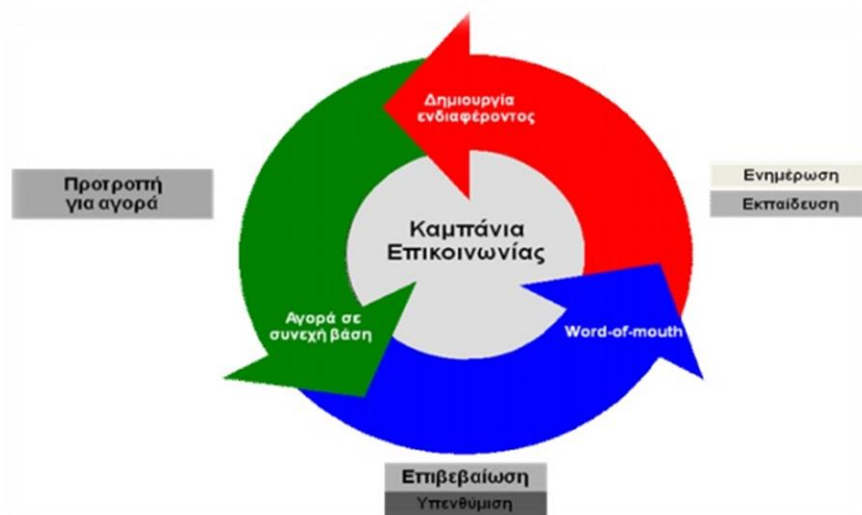 Δημιουργία
ενδιαφέροντος
Προτροπή
για αγορά
Ενημέρωση
Εκπαίδευση
Καμπάνια
Επικοινωνίας
Αγορά σε
συνεχή βάση
Word-of-mouth
Επιβεβαίωση
Υπενθύμιση